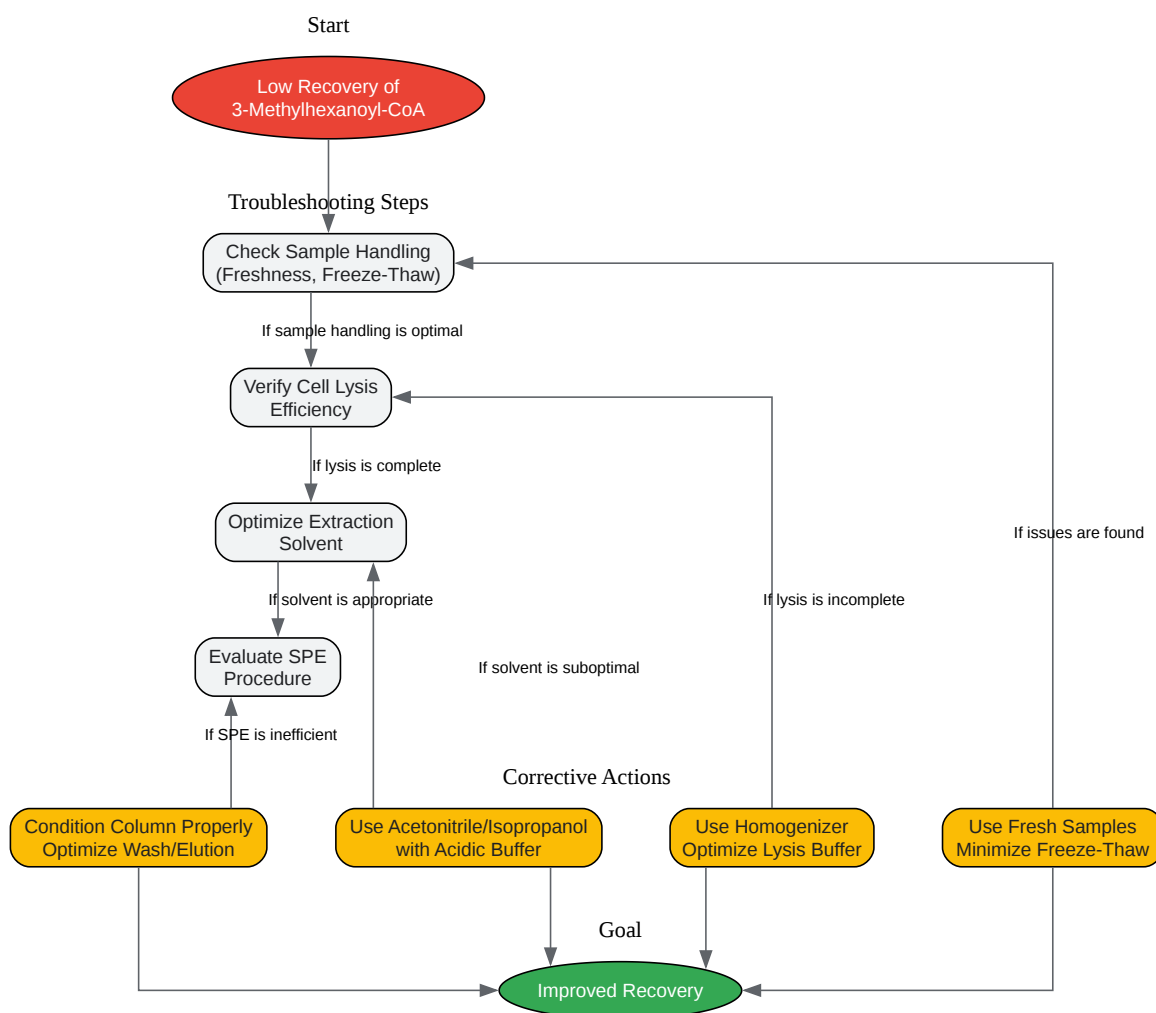 Start
Low Recovery of
3-Methylhexanoyl-CoA
Troubleshooting Steps
Check Sample Handling
(Freshness, Freeze-Thaw)
If sample handling is optimal
Verify Cell Lysis
Efficiency
If lysis is complete
Optimize Extraction
Solvent
If issues are found
If solvent is appropriate
If lysis is incomplete
Evaluate SPE
Procedure
If solvent is suboptimal
If SPE is inefficient
Corrective Actions
Condition Column Properly
Optimize Wash/Elution
Use Acetonitrile/Isopropanol
with Acidic Buffer
Use Homogenizer
Optimize Lysis Buffer
Use Fresh Samples
Minimize Freeze-Thaw
Goal
Improved Recovery